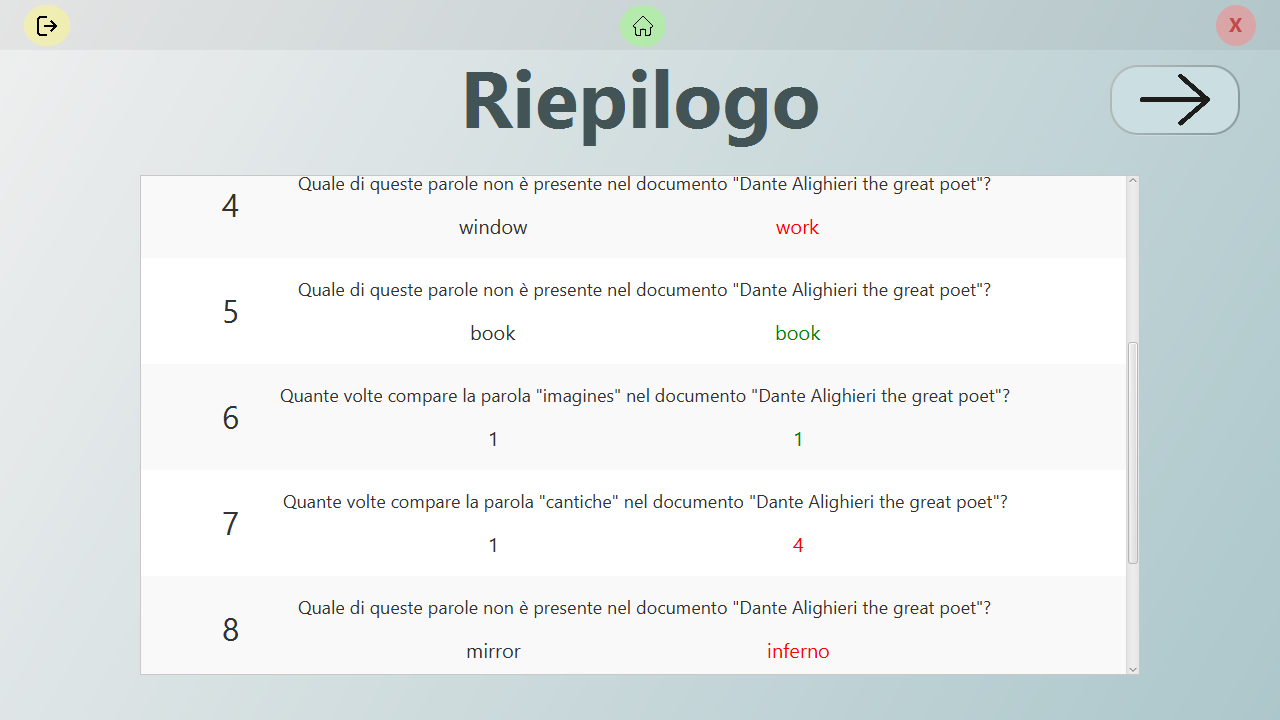 X
Riepilogo
Quale di queste parole non è presente nel documento "Dante Alighieri the great poet"?
4
window work
Quale di queste parole non è presente nel documento "Dante Alighieri the great poet"?
5
book book
Quante volte compare la parola "imagines" nel documento "Dante Alighieri the great poet"?
6
1 1
Quante volte compare la parola "cantiche" nel documento "Dante Alighieri the great poet"?
7
1 4
Quale di queste parole non è presente nel documento "Dante Alighieri the great poet"?
8
mirror inferno